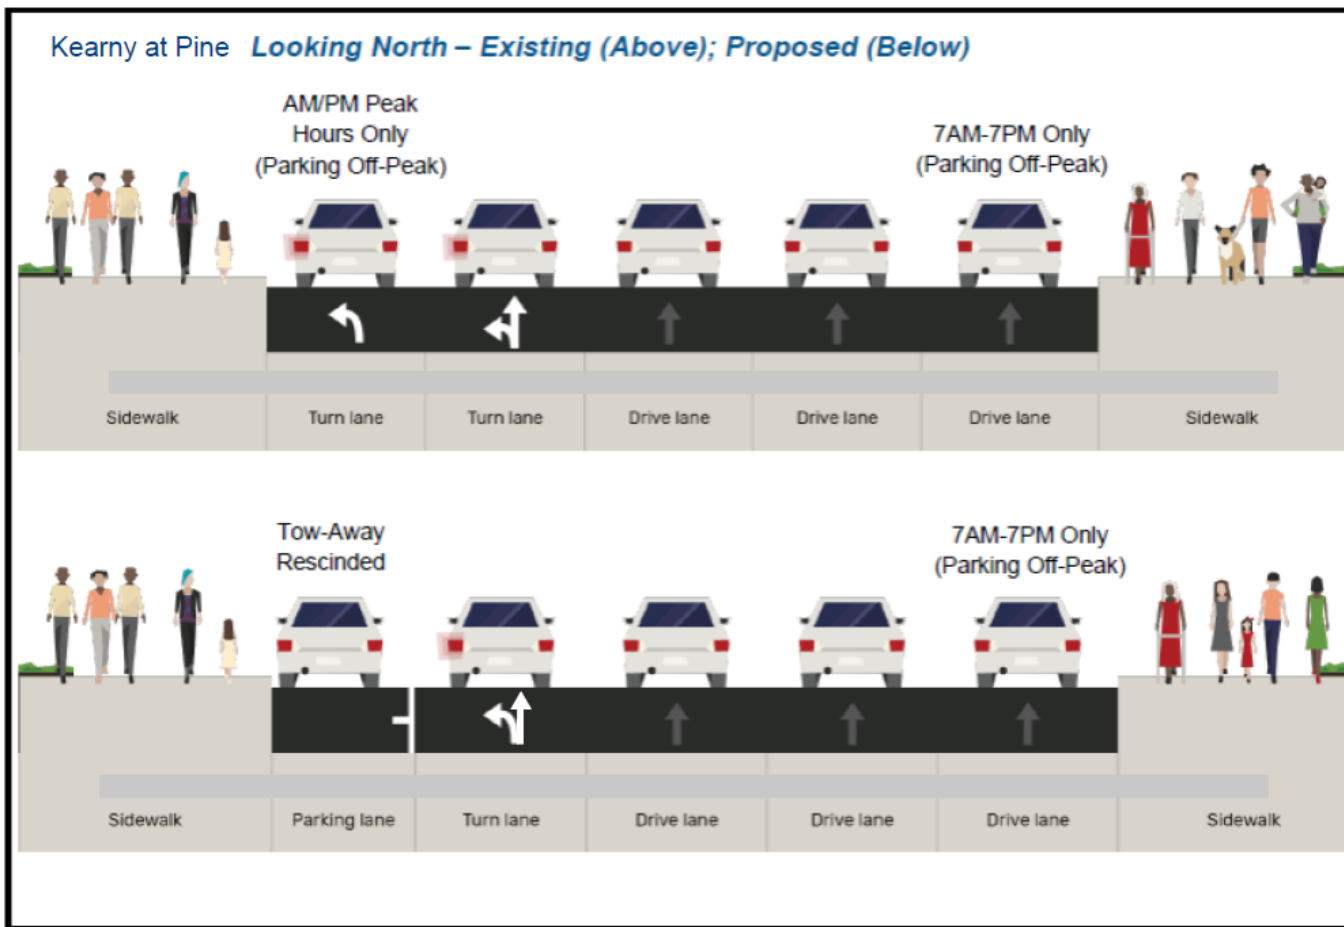 Kearny at Pine Looking North – Existing (Above); Proposed (Below)
AM/PM Peak
Hours Only
(Parking Off-Peak)
7AM-7PM Only
(Parking Off-Peak)
Sidewalk Turn lane Turn lane Drive lane Drive lane Drive lane Sidewalk
Tow-Away
Rescinded
7AM-7PM Only
(Parking Off-Peak)
Sidewalk Parking lane Turn lane Drive lane Drive lane Drive lane Sidewalk